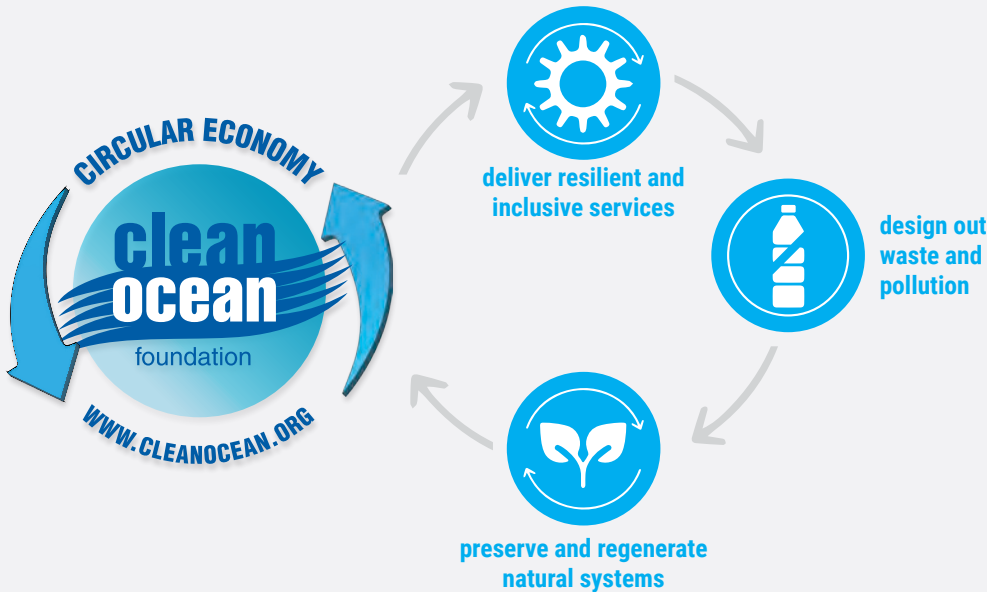 CIRCULAR ECONOMY
clean
ocean
foundation
WWW.CLEANOCEAN.ORG
deliver resilient and
inclusive services
design out
waste and
pollution
preserve and regenerate
natural systems